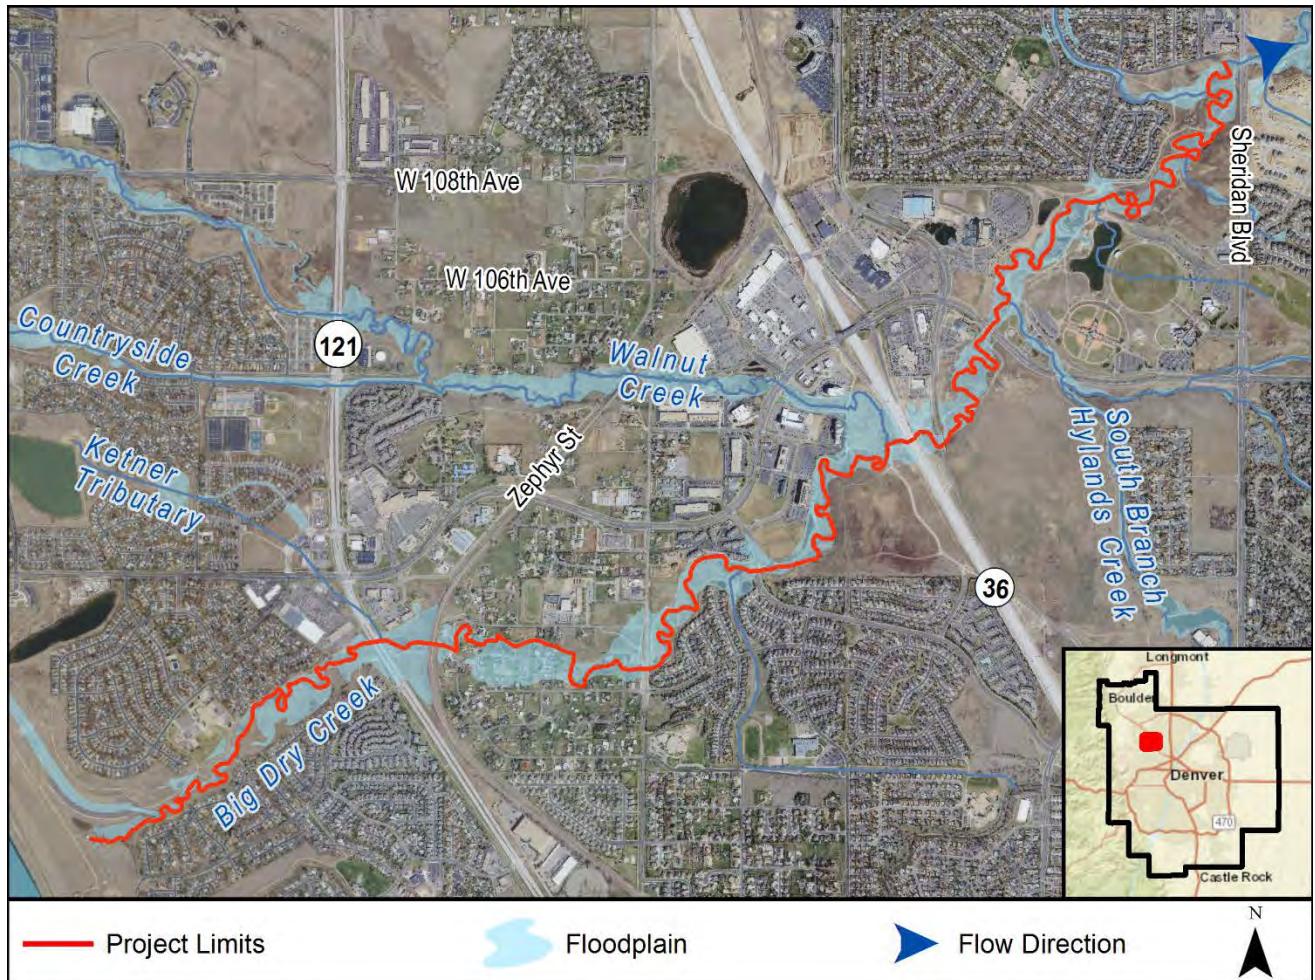 W 108th Ave
Sheridan Blvd
W 106th Ave
Countryside
Creek
121
Walnut
Creek
Ketner
Tributary
Zephyr St
South Branch
Hylands Creek
36
Big Dry Creek
Longmont
Boulder
Denver
470
Castle Rock
Project Limits
Floodplain
Flow Direction
N